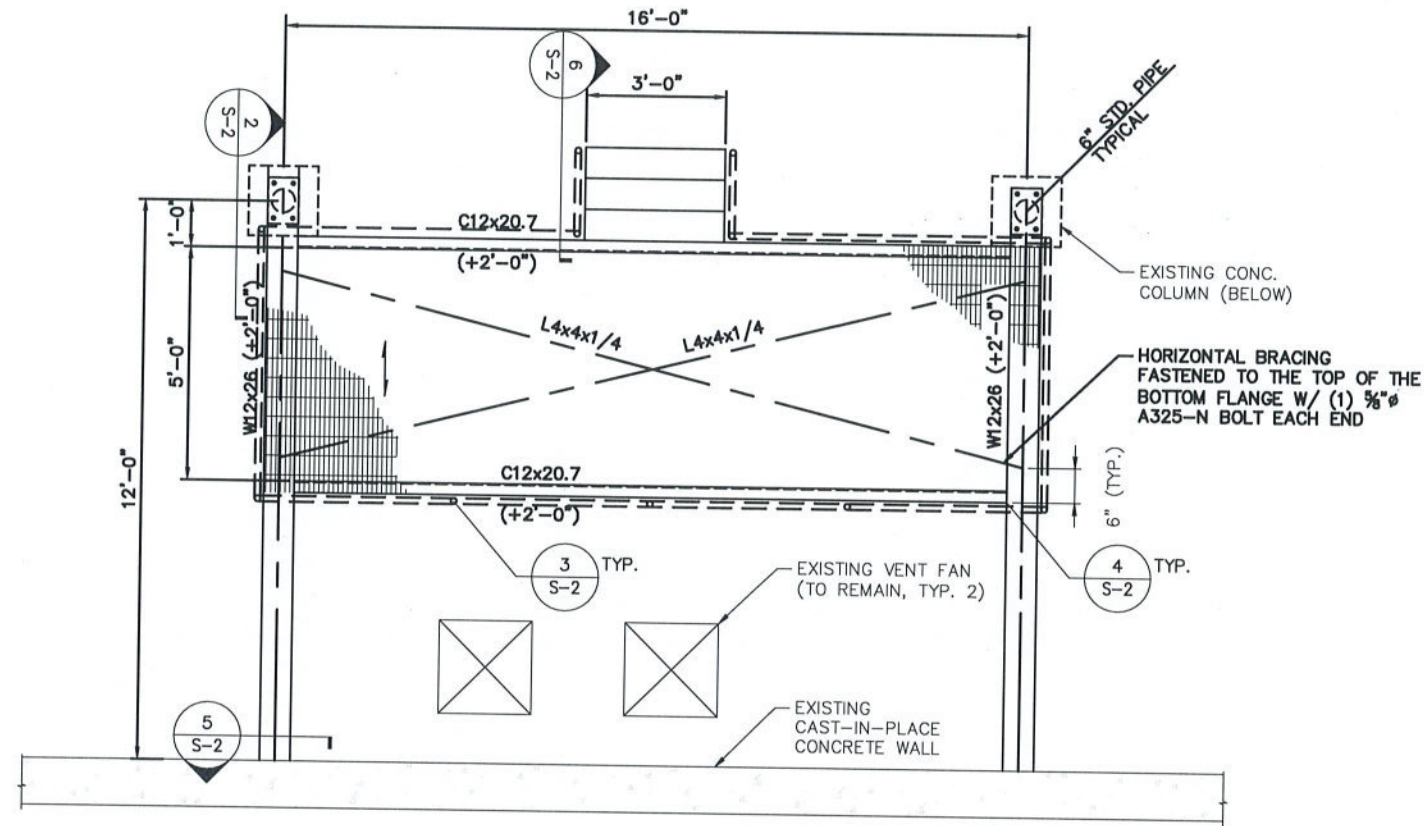 16'-0"
6
S-2
3'-0"
6" STD. PIPE
TYPICAL
2
S-2
1'-0"
C12x20.7
(+2'-0")
EXISTING CONC.
COLUMN (BELOW)
L4x4x1/4
L4x4x1/4
W12x26 (+2'-0")
W12x26 (+2'-0")
5'-0"
HORIZONTAL BRACING
FASTENED TO THE TOP OF THE
BOTTOM FLANGE W/ (1) ⅝"ø
A325-N BOLT EACH END
12'-0"
C12x20.7
(+2'-0")
6" (TYP.)
3
S-2
TYP.
EXISTING VENT FAN
(TO REMAIN, TYP. 2)
4
S-2
TYP.
5
S-2
EXISTING
CAST-IN-PLACE
CONCRETE WALL